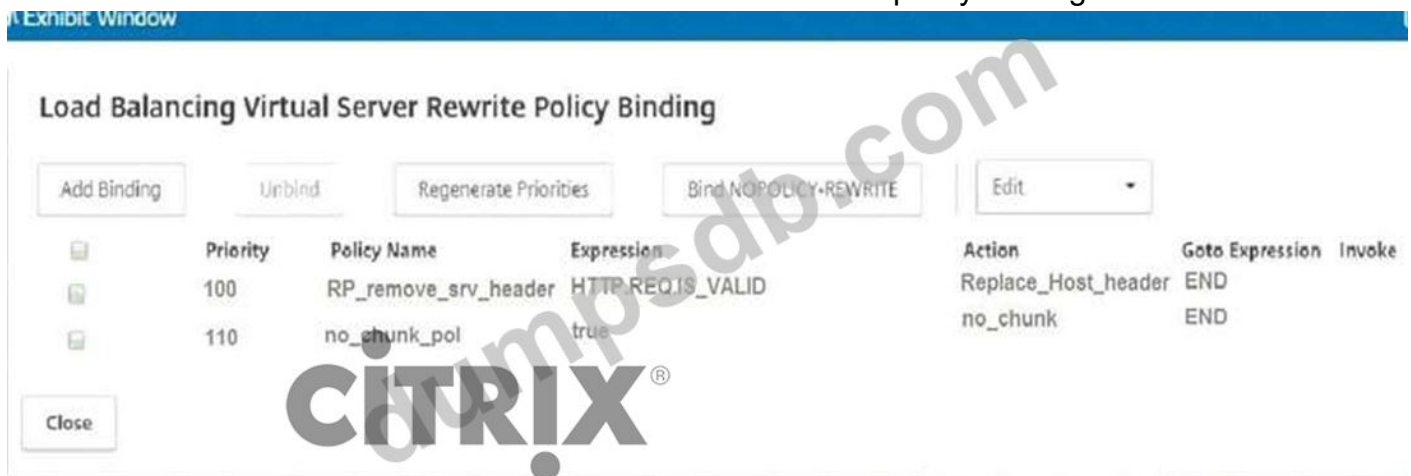 Exhibit Window
Load Balancing Virtual Server Rewrite Policy Binding
Add Binding Unbind Regenerate Priorities Bind NOPOLICY-REWRITE Edit
Priority Policy Name Expression Action Goto Expression Invoke
100 RP_remove_srv_header HTTP.REQ.IS_VALID Replace_Host_header END
110 no_chunk_pol true no_chunk END
Close
CİTRIX®
dumpsdb.com